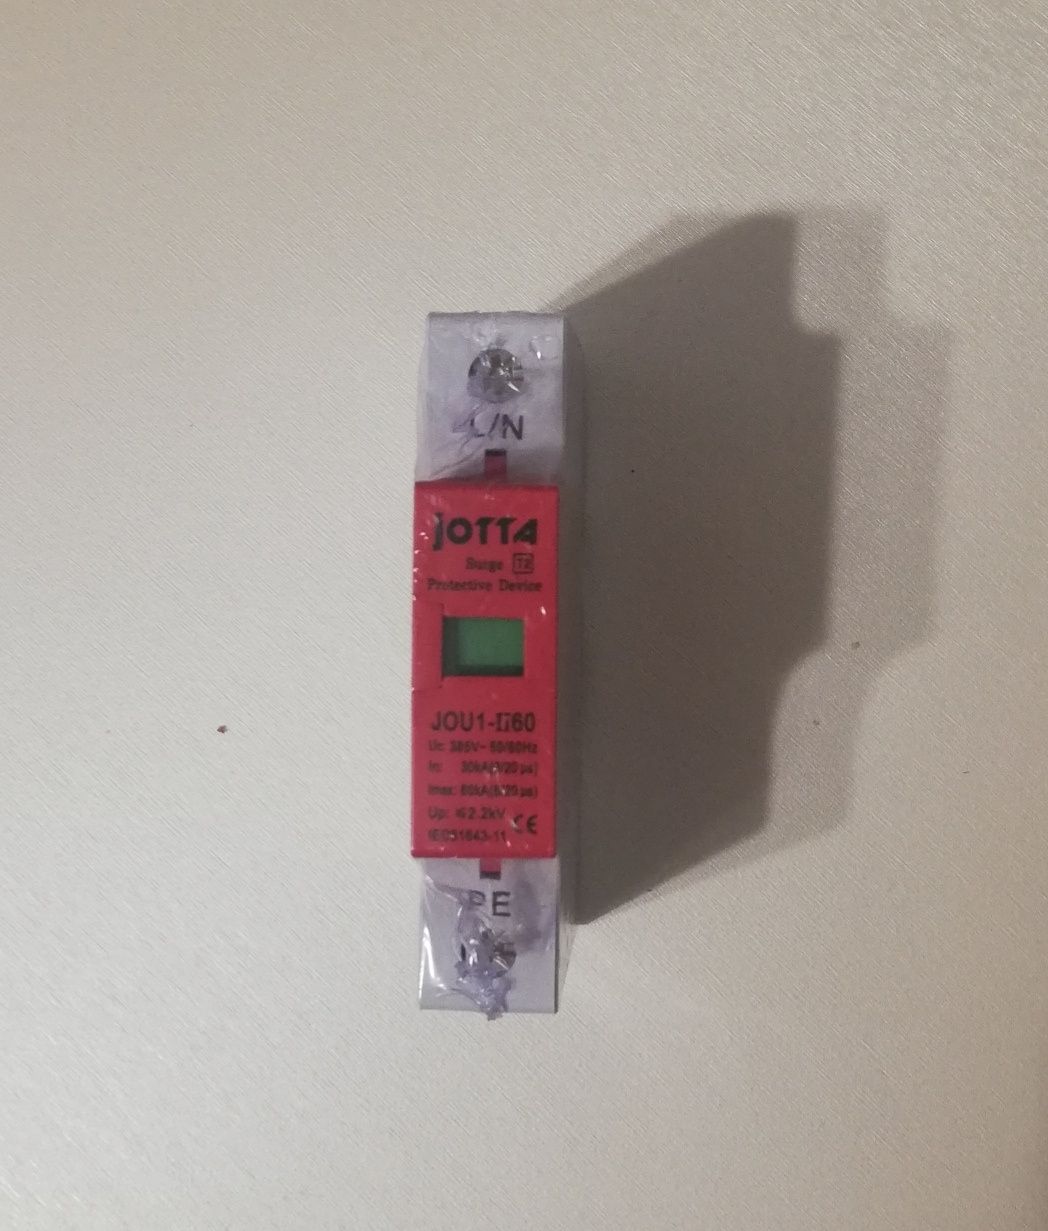 L/N
JOTTA
Surge T2
Protective Device
JOU1-II60
Uc: 385V~ 50/60Hz
In: 30kA(8/20 μs)
Imax: 60kA(8/20 μs)
Up: ≤2.2kV CE
IEC61643-11
PE